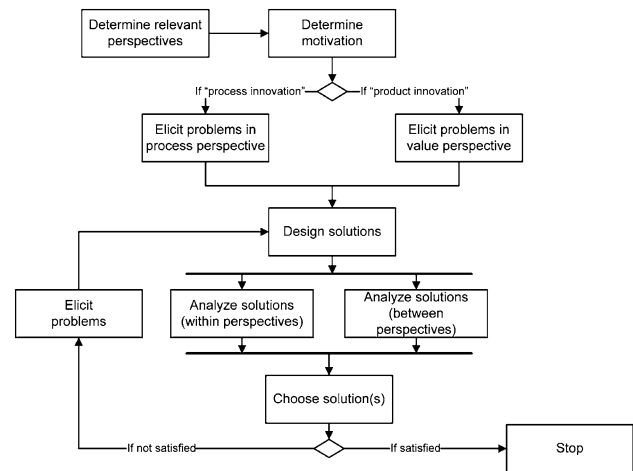 Determine relevant
perspectives
Determine
motivation
If “process innovation”
If “product innovation”
Elicit problems in
process perspective
Elicit problems in
value perspective
Design solutions
Elicit
problems
Analyze solutions
(within perspectives)
Analyze solutions
(between
perspectives)
Choose solution(s)
If not satisfied
If satisfied
Stop